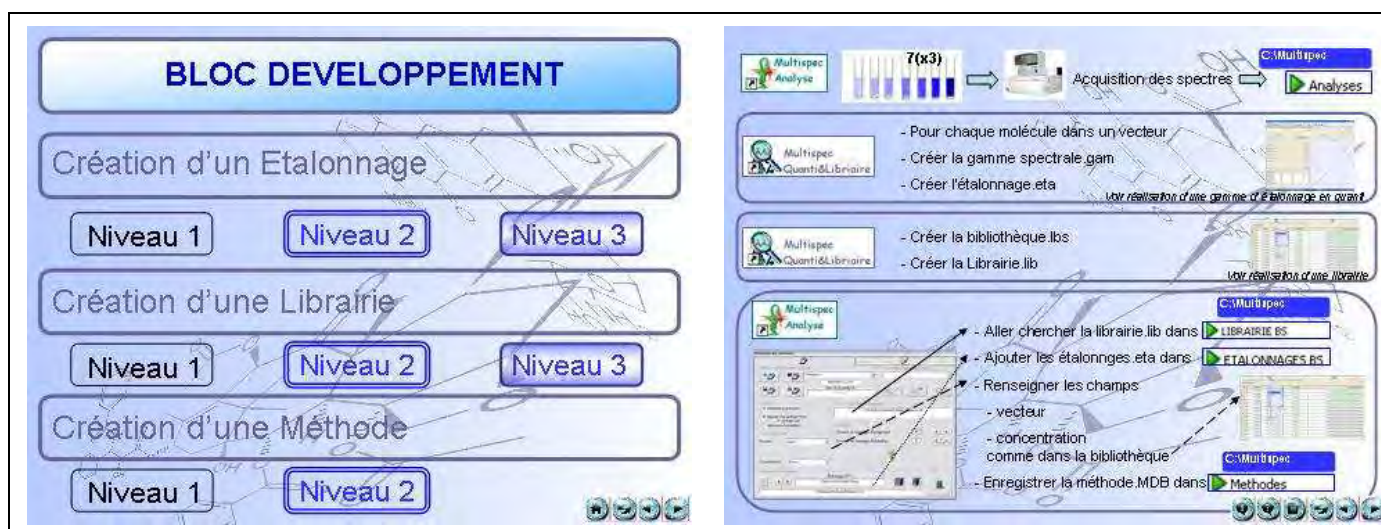 BLOC DEVELOPPEMENT
Création d'un Etalonnage
Niveau 1
Niveau 2
Niveau 3
Création d'une Librairie
Niveau 1
Niveau 2
Niveau 3
Création d'une Méthode
Niveau 1
Niveau 2
Multispec
Analyse
7(x3)
Acquisition des spectres
C:\Multispec
Analyses
Multispec
Quanti&Libriaire
- Pour chaque molécule dans un vecteur
- Créer la gamme spectrale.gam
- Créer l'étalonnage.eta
Voir réalisation d'une gamme d'étalonnage en quant
Multispec
Quanti&Libriaire
- Créer la bibliothèque.lbs
- Créer la Librairie.lib
Voir réalisation d'une librairie
Multispec
Analyse
C:\Multispec
- Aller chercher la librairie.lib dans
LIBRAIRIE BS
- Ajouter les étalonnges.eta dans
ETALONNAGES BS
- Renseigner les champs
- vecteur
- concentration
comme dans la bibliothèque
C:\Multispec
- Enregistrer la méthode.MDB dans
Methodes